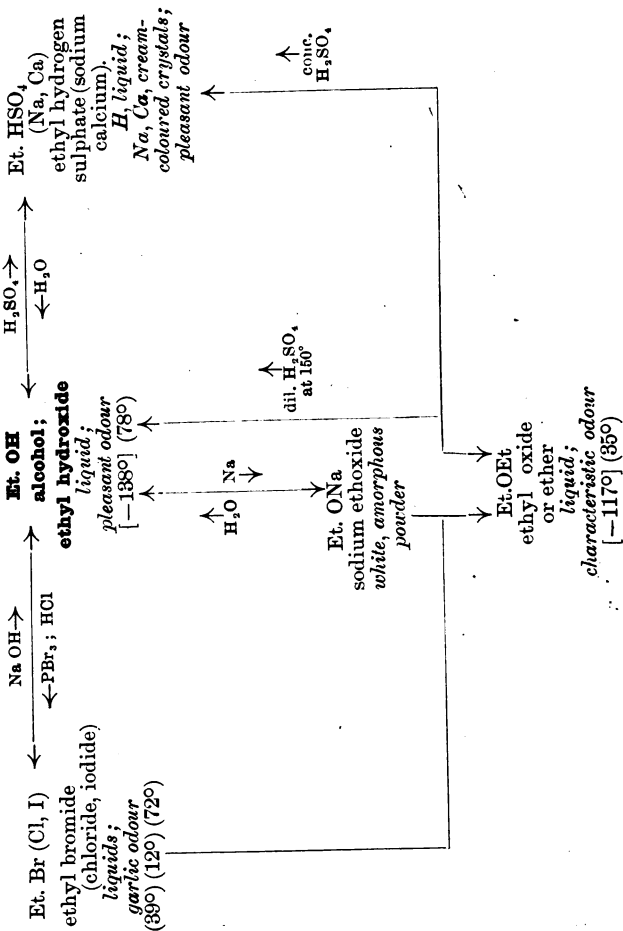 Et. Br (Cl, I)
ethyl bromide
(chloride, iodide)
liquids;
garlic odour
(39°) (12°) (72°)
Na OH→
←PBr₃; HCl
Et. OH
alcohol;
ethyl hydroxide
liquid;
pleasant odour
[−138°] (78°)
H₂SO₄→
←H₂O
Et. HSO₄
(Na, Ca)
ethyl hydrogen
sulphate (sodium
calcium).
H, liquid;
Na, Ca, cream-
coloured crystals;
pleasant odour
↑
H₂O
Na
↓
↑
dil. H₂SO₄
at 150°
↑
conc.
H₂SO₄
Et. ONa
sodium ethoxide
white, amorphous
powder
Et.OEt
ethyl oxide
or ether
liquid;
characteristic odour
[−117°] (35°)